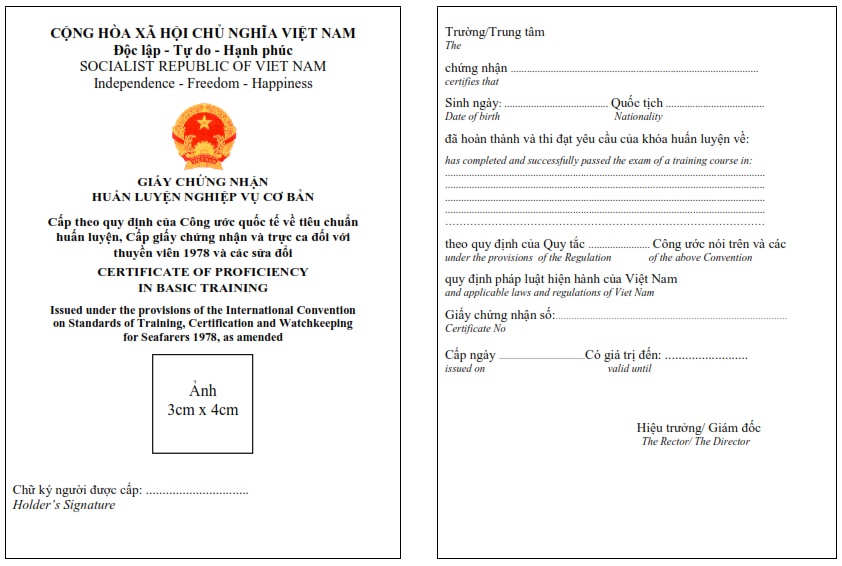 CỘNG HÒA XÃ HỘI CHỦ NGHĨA VIỆT NAM
Độc lập - Tự do - Hạnh phúc
SOCIALIST REPUBLIC OF VIET NAM
Independence - Freedom - Happiness
GIẤY CHỨNG NHẬN
HUẤN LUYỆN NGHIỆP VỤ CƠ BẢN
Cấp theo quy định của Công ước quốc tế về tiêu chuẩn
huấn luyện, Cấp giấy chứng nhận và trực ca đối với
thuyền viên 1978 và các sửa đổi
CERTIFICATE OF PROFICIENCY
IN BASIC TRAINING
Issued under the provisions of the International Convention
on Standards of Training, Certification and Watchkeeping
for Seafarers 1978, as amended
Ảnh
3cm x 4cm
Chữ ký người được cấp: ...............................
Holder's Signature
Trường/Trung tâm
The
chứng nhận ....................................................................................
certifies that
Sinh ngày: ................................... Quốc tịch .................................
Date of birth Nationality
đã hoàn thành và thi đạt yêu cầu của khóa huấn luyện về:
has completed and successfully passed the exam of a training course in:
theo quy định của Quy tắc ..................... Công ước nói trên và các
under the provisions of the Regulation of the above Convention
quy định pháp luật hiện hành của Việt Nam
and applicable laws and regulations of Viet Nam
Giấy chứng nhận số:...............................................................................
Certificate No
Cấp ngày Có giá trị đến: .........................
issued on valid until
Hiệu trưởng/ Giám đốc
The Rector/ The Director